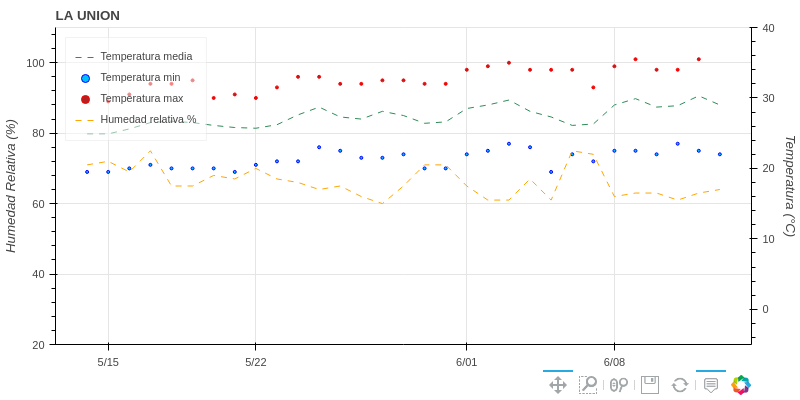 LA UNION
Temperatura media
Temperatura min
Temperatura max
Humedad relativa %
Humedad Relativa (%)
100
80
60
40
20
Temperatura (°C)
40
30
20
10
0
5/15
5/22
6/01
6/08